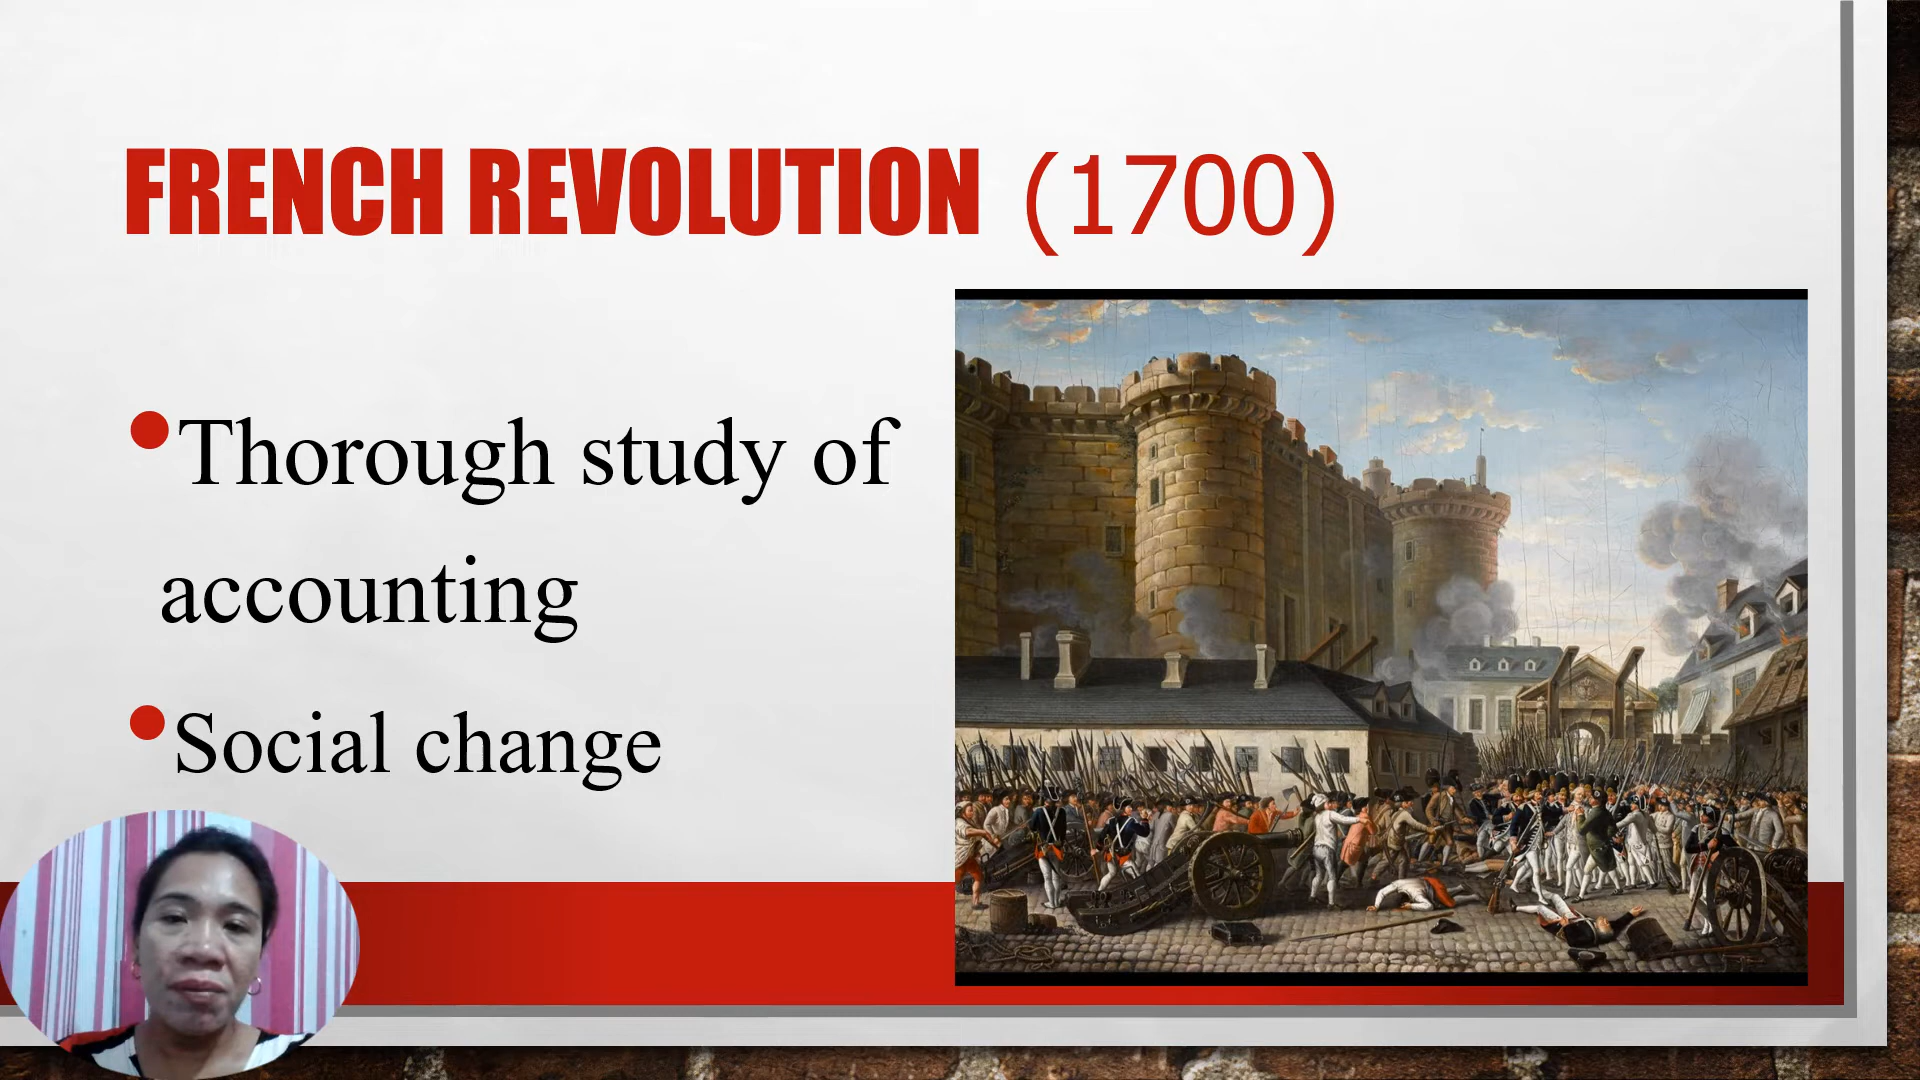 FRENCH REVOLUTION (1700)
•Thorough study of
accounting
•Social change